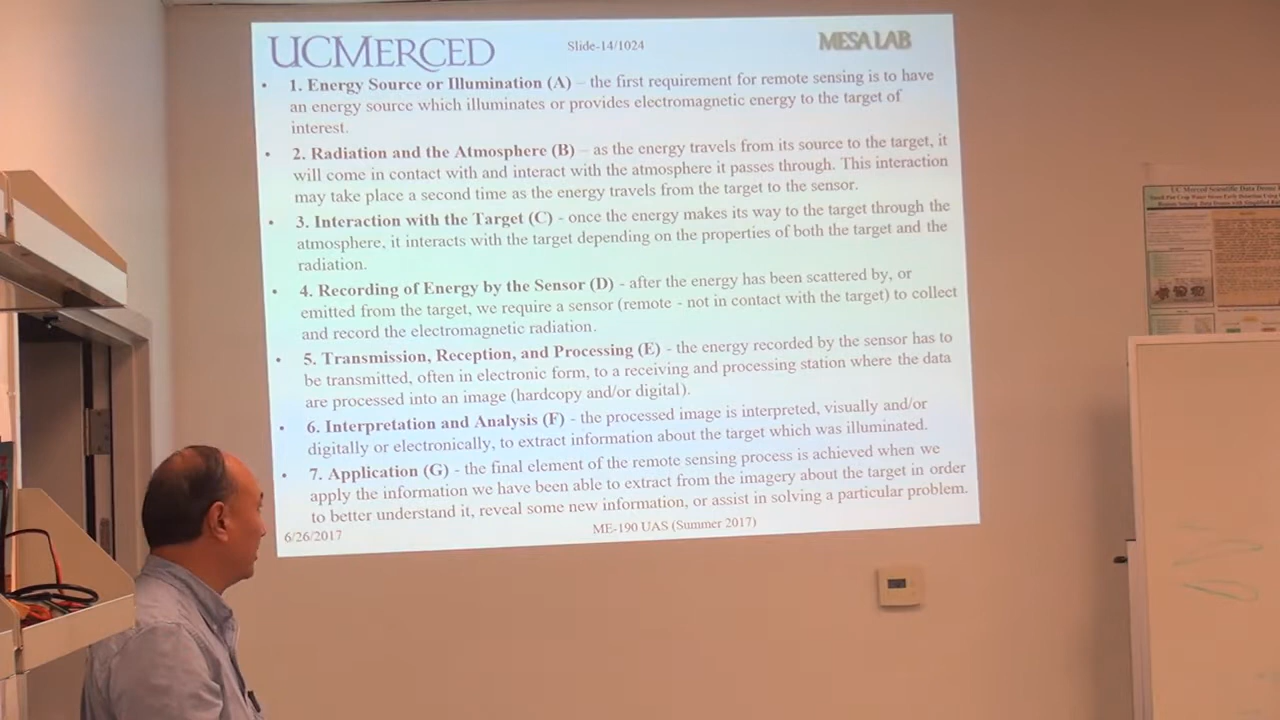 UCMERCED
Slide-14/1024
MESA LAB
• 1. Energy Source or Illumination (A) – the first requirement for remote sensing is to have
an energy source which illuminates or provides electromagnetic energy to the target of
interest.
• 2. Radiation and the Atmosphere (B) – as the energy travels from its source to the target, it
will come in contact with and interact with the atmosphere it passes through. This interaction
may take place a second time as the energy travels from the target to the sensor.
• 3. Interaction with the Target (C) - once the energy makes its way to the target through the
atmosphere, it interacts with the target depending on the properties of both the target and the
radiation.
• 4. Recording of Energy by the Sensor (D) - after the energy has been scattered by, or
emitted from the target, we require a sensor (remote - not in contact with the target) to collect
and record the electromagnetic radiation.
• 5. Transmission, Reception, and Processing (E) - the energy recorded by the sensor has to
be transmitted, often in electronic form, to a receiving and processing station where the data
are processed into an image (hardcopy and/or digital).
• 6. Interpretation and Analysis (F) - the processed image is interpreted, visually and/or
digitally or electronically, to extract information about the target which was illuminated.
• 7. Application (G) - the final element of the remote sensing process is achieved when we
apply the information we have been able to extract from the imagery about the target in order
to better understand it, reveal some new information, or assist in solving a particular problem.
6/26/2017
ME-190 UAS (Summer 2017)
UC Merced Scientific Data